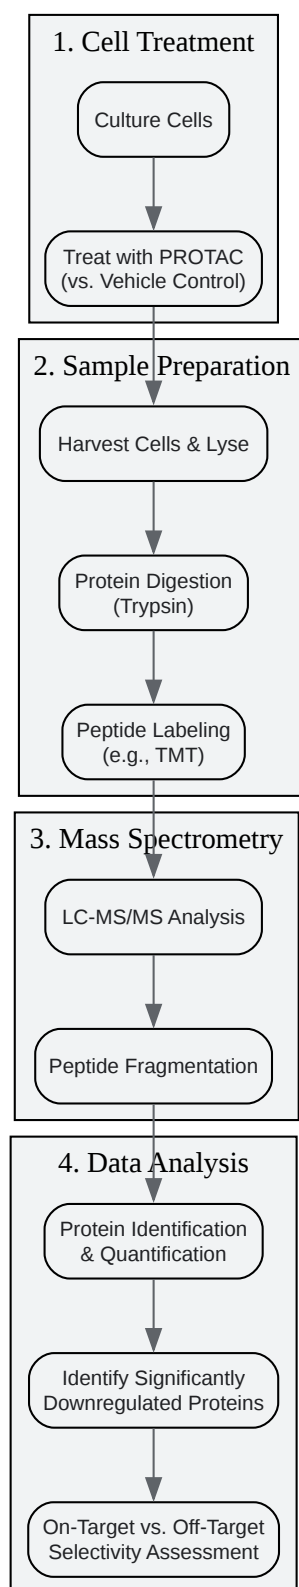 1. Cell Treatment
Culture Cells
Treat with PROTAC
(vs. Vehicle Control)
2. Sample Preparation
Harvest Cells & Lyse
Protein Digestion
(Trypsin)
Peptide Labeling
(e.g., TMT)
3. Mass Spectrometry
LC-MS/MS Analysis
Peptide Fragmentation
4. Data Analysis
Protein Identification
& Quantification
Identify Significantly
Downregulated Proteins
On-Target vs. Off-Target
Selectivity Assessment